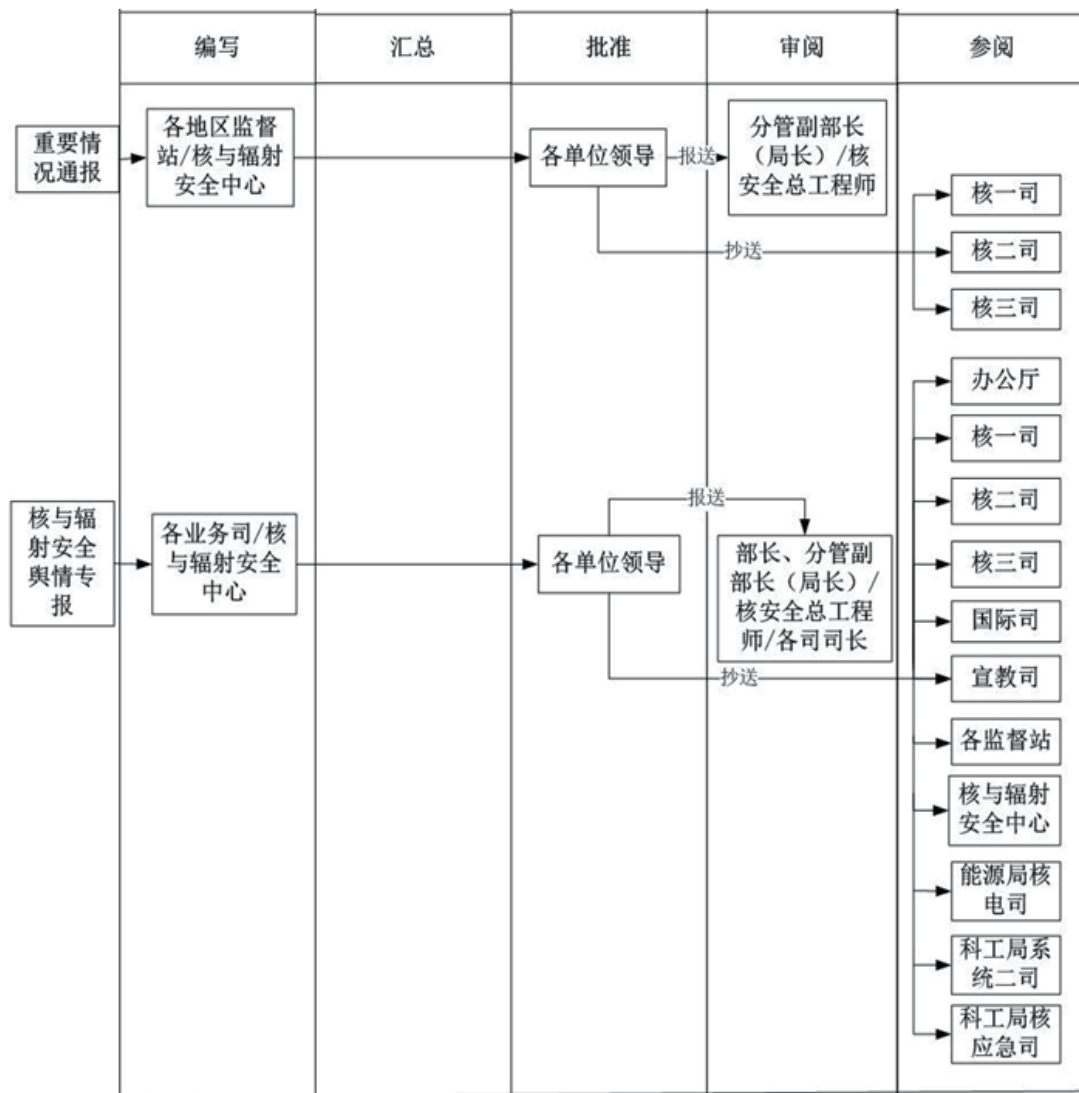 编写
汇总
批准
审阅
参阅
重要情
况通报
各地区监督
站/核与辐射
安全中心
各单位领导
报送
分管副部长
（局长）/核
安全总工程师
抄送
核一司
核二司
核三司
核与辐
射安全
舆情专
报
各业务司/核
与辐射安全
中心
各单位领导
报送
部长、分管副
部长（局长）/
核安全总工程
师/各司司长
抄送
办公厅
核一司
核二司
核三司
国际司
宣教司
各监督站
核与辐射
安全中心
能源局核
电司
科工局系
统二司
科工局核
应急司